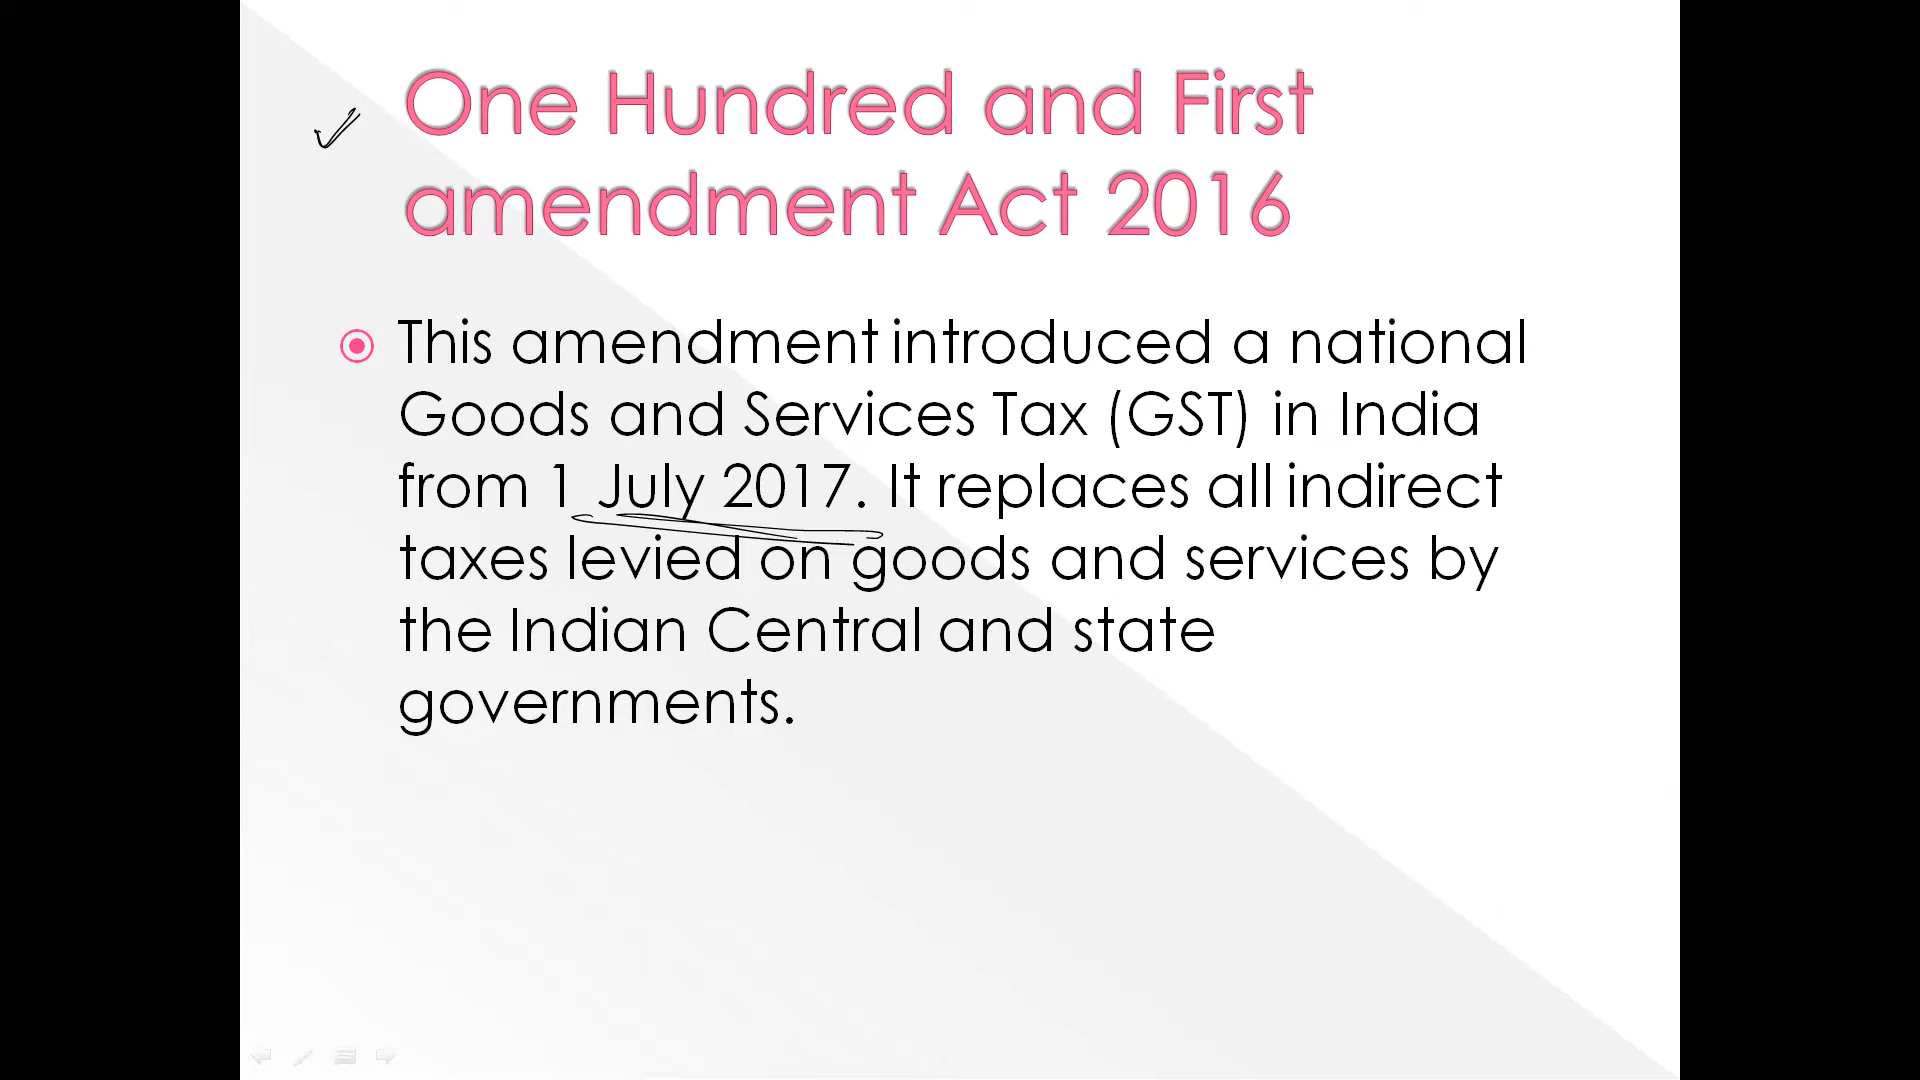 One Hundred and First
amendment Act 2016
This amendment introduced a national
Goods and Services Tax (GST) in India
from 1 July 2017. It replaces all indirect
taxes levied on goods and services by
the Indian Central and state
governments.